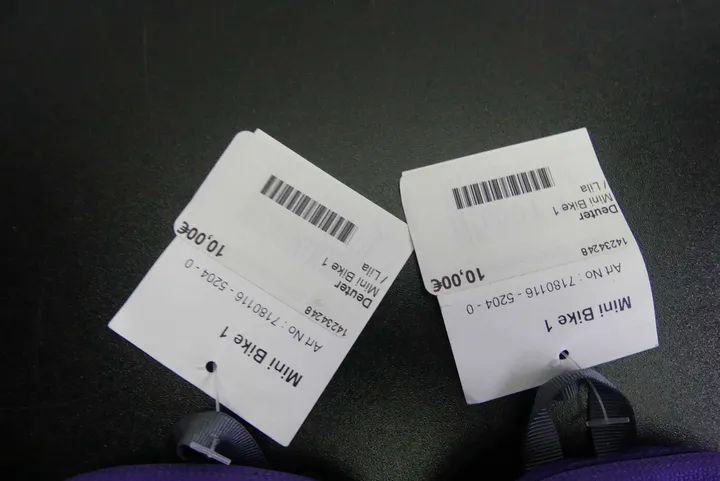 Mini Bike 1
Art No : 7180116 - 5204 - 0
14234248
Deuter
Mini Bike 1
/ Lila
10,00€
Mini Bike 1
Art No : 7180116 - 5204 - 0
14234248
Deuter
Mini Bike 1
/ Lila
10,00€